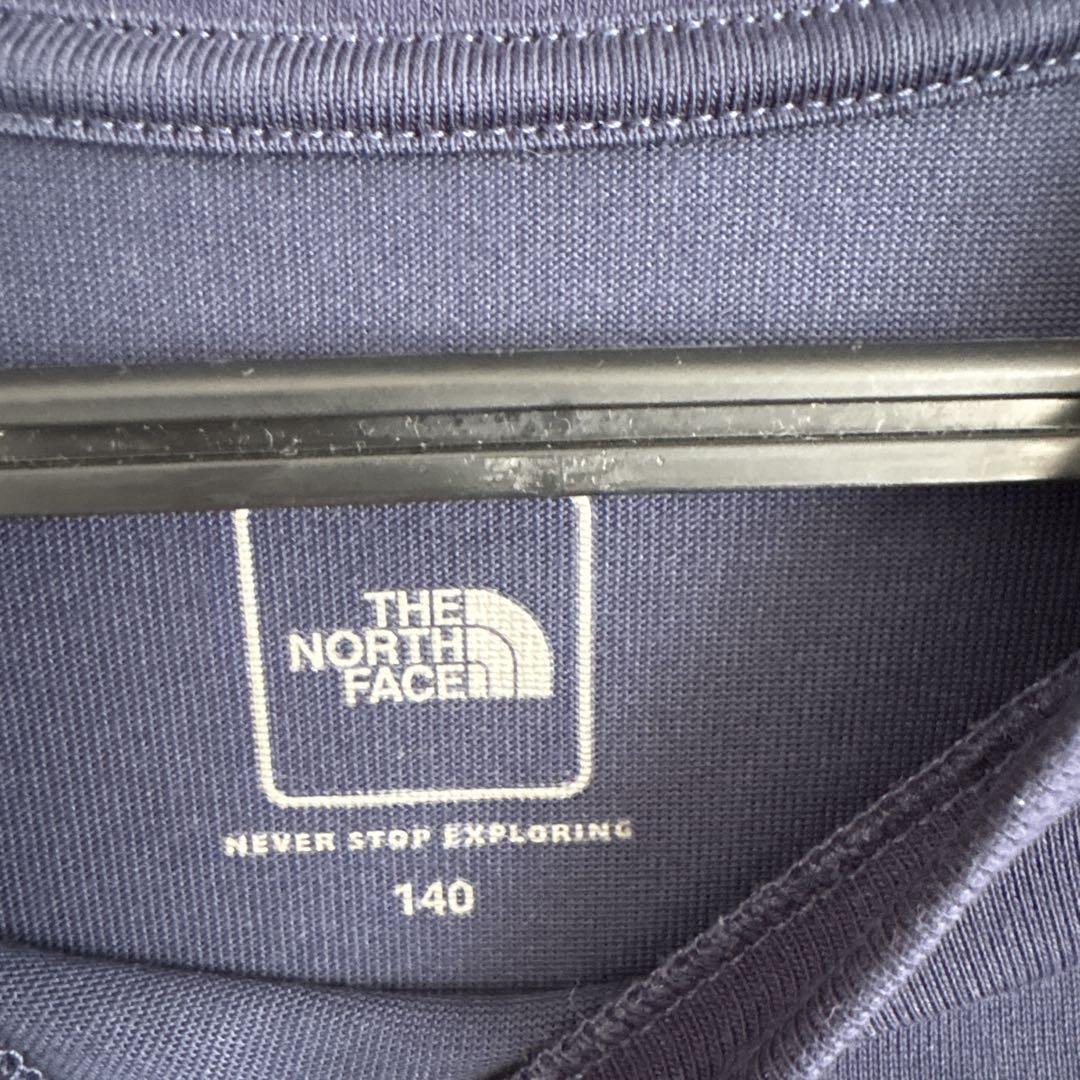 THE
NORTH
FACE
NEVER STOP EXPLORING
140